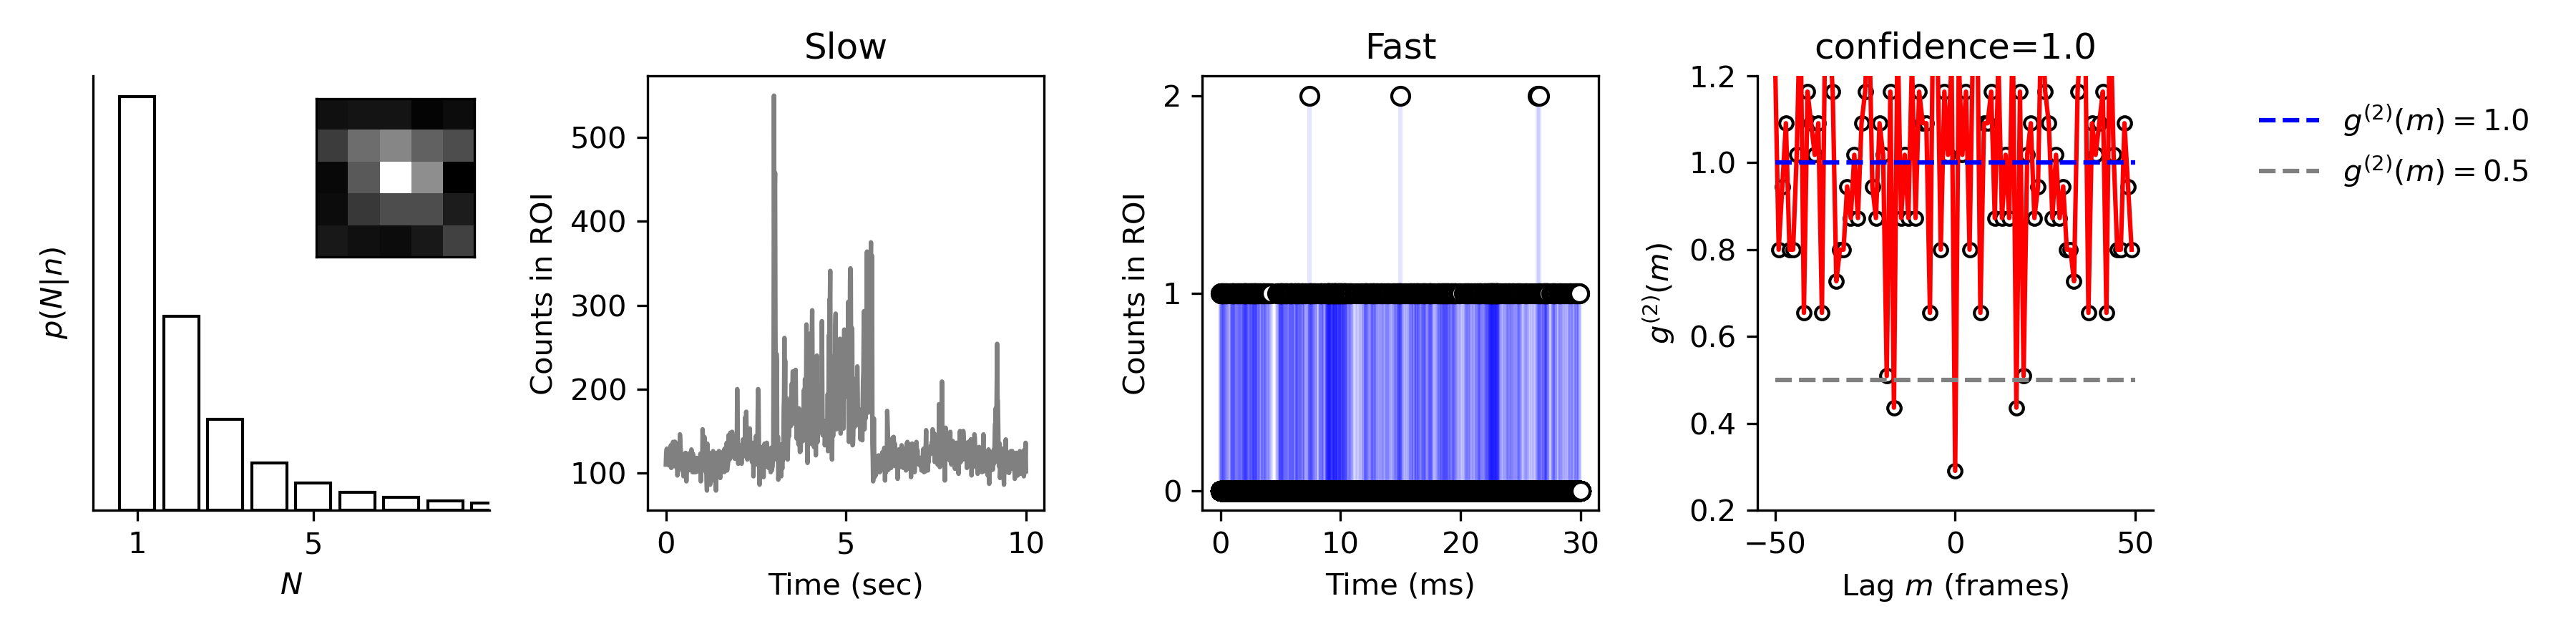 p(N|n)
1
5
N
Slow
Counts in ROI
500
400
300
200
100
0
5
10
Time (sec)
Fast
Counts in ROI
2
1
0
0
10
20
30
Time (ms)
confidence=1.0
g⁽²⁾(m)
1.2
1.0
0.8
0.6
0.4
0.2
−50
0
50
Lag m (frames)
g⁽²⁾(m) = 1.0
g⁽²⁾(m) = 0.5